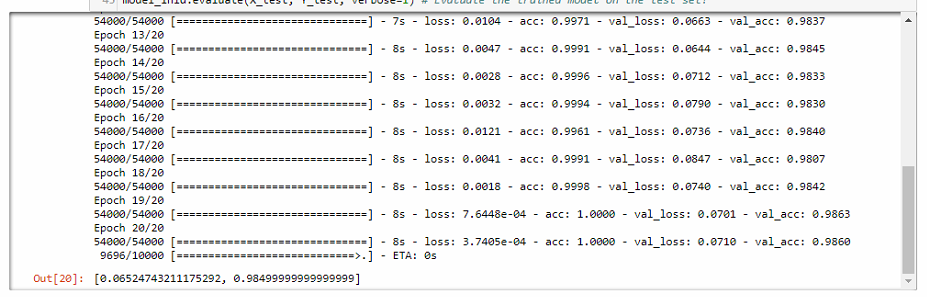 45 model_infd.evaluate(X_test, Y_test, verbose=1) # Evaluate the trained model on the test set!
54000/54000 [==============================] - 7s - loss: 0.0104 - acc: 0.9971 - val_loss: 0.0663 - val_acc: 0.9837
Epoch 13/20
54000/54000 [==============================] - 8s - loss: 0.0047 - acc: 0.9991 - val_loss: 0.0644 - val_acc: 0.9845
Epoch 14/20
54000/54000 [==============================] - 8s - loss: 0.0028 - acc: 0.9996 - val_loss: 0.0712 - val_acc: 0.9833
Epoch 15/20
54000/54000 [==============================] - 8s - loss: 0.0032 - acc: 0.9994 - val_loss: 0.0790 - val_acc: 0.9830
Epoch 16/20
54000/54000 [==============================] - 8s - loss: 0.0121 - acc: 0.9961 - val_loss: 0.0736 - val_acc: 0.9840
Epoch 17/20
54000/54000 [==============================] - 8s - loss: 0.0041 - acc: 0.9991 - val_loss: 0.0847 - val_acc: 0.9807
Epoch 18/20
54000/54000 [==============================] - 8s - loss: 0.0018 - acc: 0.9998 - val_loss: 0.0740 - val_acc: 0.9842
Epoch 19/20
54000/54000 [==============================] - 8s - loss: 7.6448e-04 - acc: 1.0000 - val_loss: 0.0701 - val_acc: 0.9863
Epoch 20/20
54000/54000 [==============================] - 8s - loss: 3.7405e-04 - acc: 1.0000 - val_loss: 0.0710 - val_acc: 0.9860
9696/10000 [============================>.] - ETA: 0s
Out[20]: [0.06524743211175292, 0.98499999999999999]